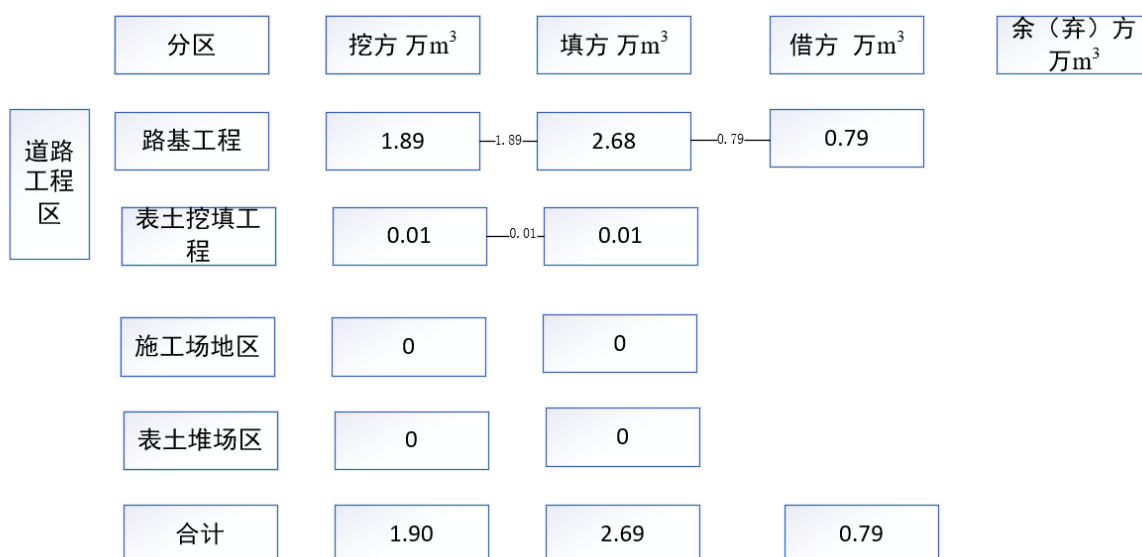 分区
挖方 万m³
填方 万m³
借方 万m³
余（弃）方
万m³
道路
工程
区
路基工程
1.89
1.89
2.68
0.79
0.79
表土挖填工
程
0.01
0.01
0.01
施工场地区
0
0
表土堆场区
0
0
合计
1.90
2.69
0.79